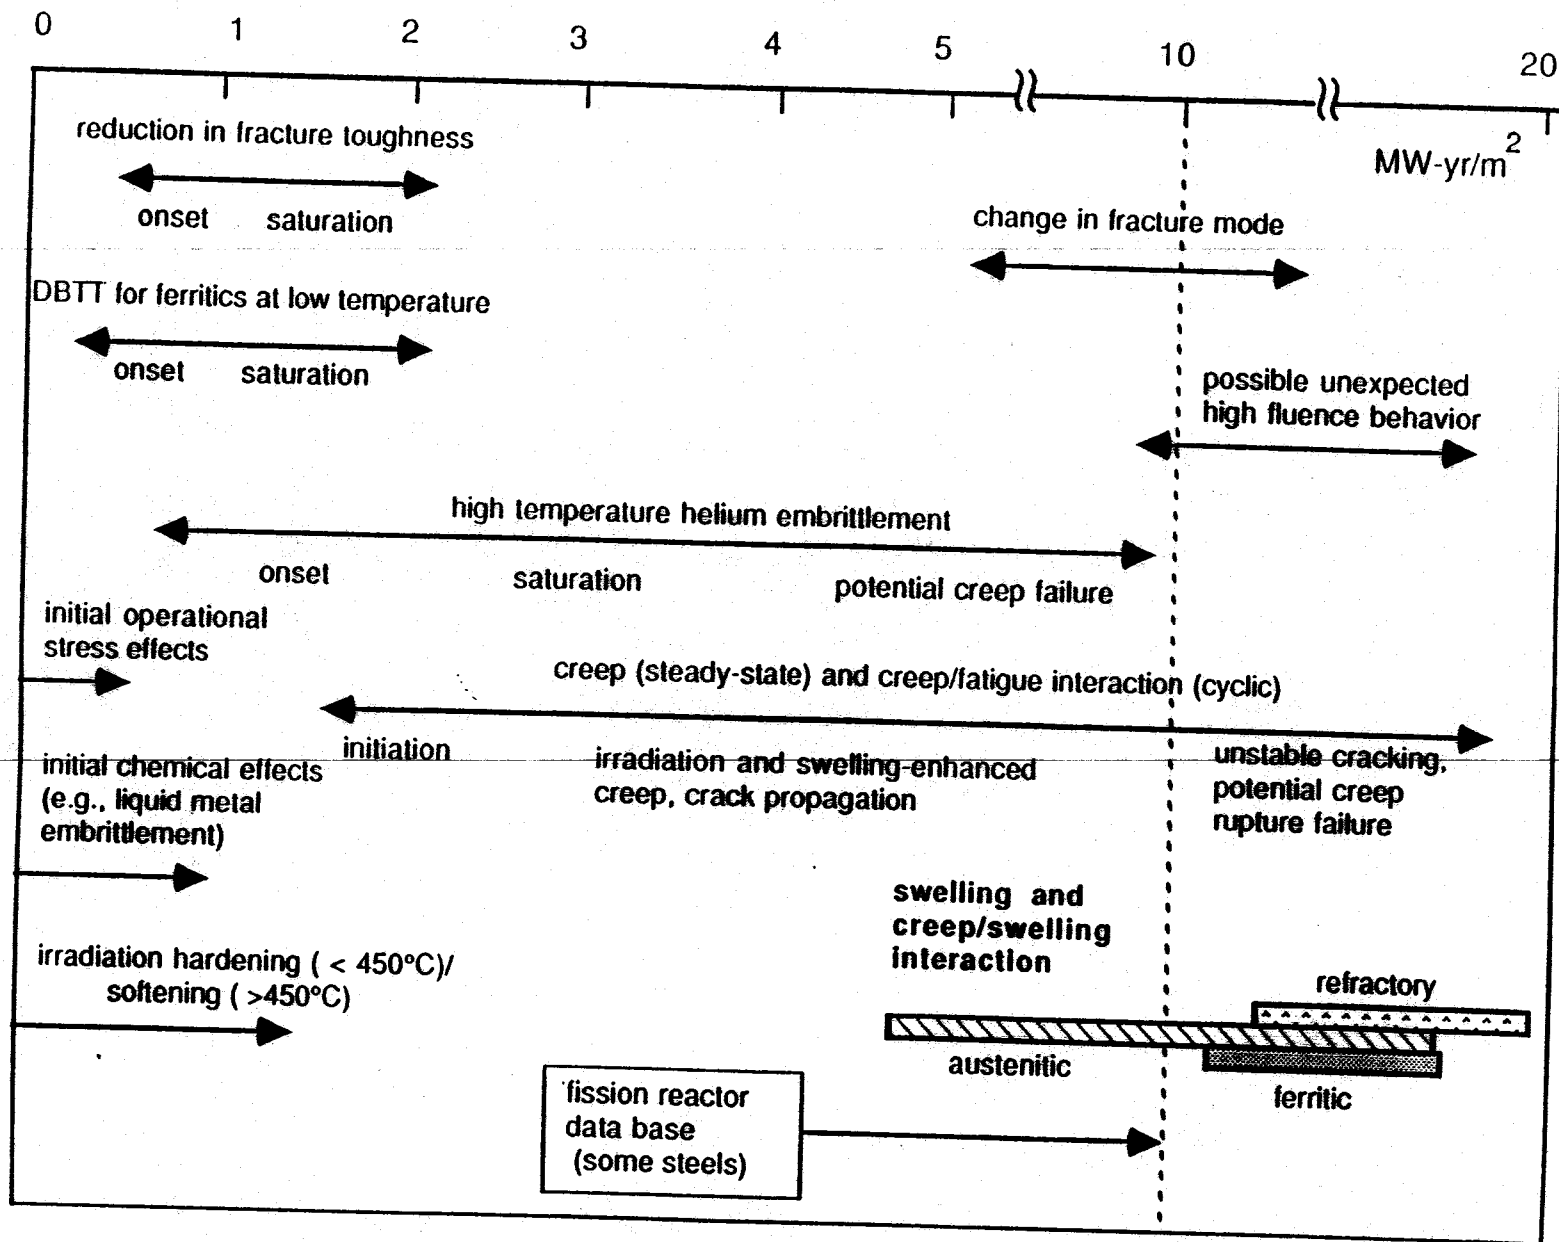 0 1 2 3 4 5 10 20
MW-yr/m2
reduction in fracture toughness
onset saturation
change in fracture mode
DBTT for ferritics at low temperature
onset saturation
possible unexpected
high fluence behavior
high temperature helium embrittlement
onset saturation potential creep failure
initial operational
stress effects
creep (steady-state) and creep/fatigue interaction (cyclic)
initiation
irradiation and swelling-enhanced
creep, crack propagation
unstable cracking,
potential creep
rupture failure
initial chemical effects
(e.g., liquid metal
embrittlement)
swelling and
creep/swelling
interaction
irradiation hardening ( < 450°C)/
softening ( >450°C)
refractory
austenitic
ferritic
fission reactor
data base
(some steels)